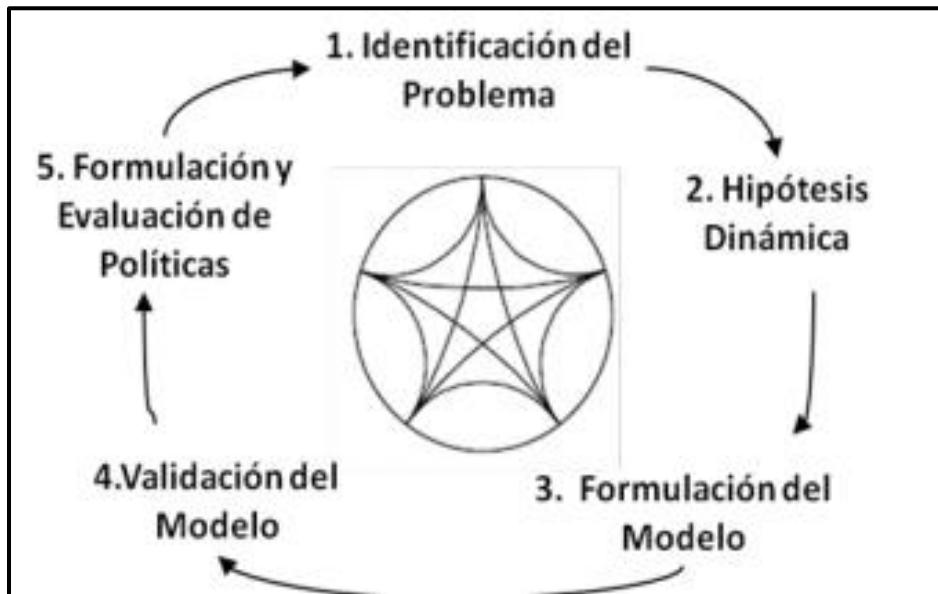 1. Identificación del
Problema
2. Hipótesis
Dinámica
3. Formulación del
Modelo
4.Validación del
Modelo
5. Formulación y
Evaluación de
Políticas